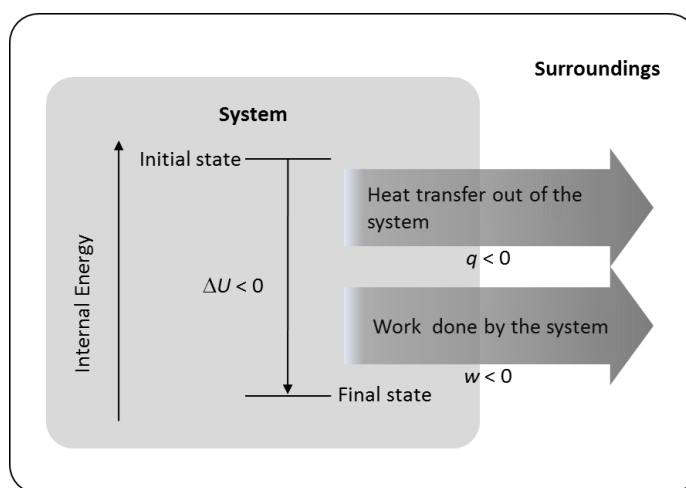 Surroundings
System
Initial state
Heat transfer out of the
system
q < 0
Internal Energy
ΔU < 0
Work done by the system
w < 0
Final state